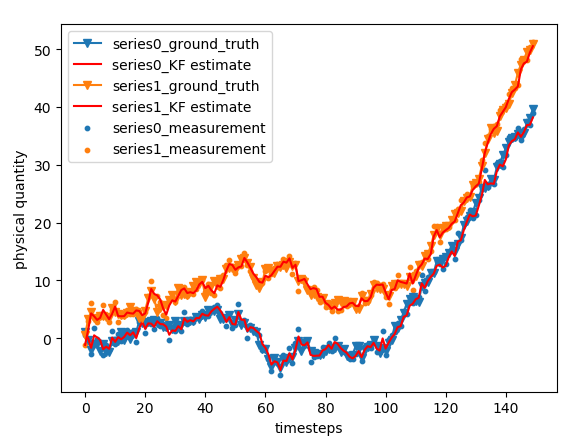 50
40
30
20
10
0
physical quantity
series0_ground_truth
series0_KF estimate
series1_ground_truth
series1_KF estimate
series0_measurement
series1_measurement
0 20 40 60 80 100 120 140
timesteps